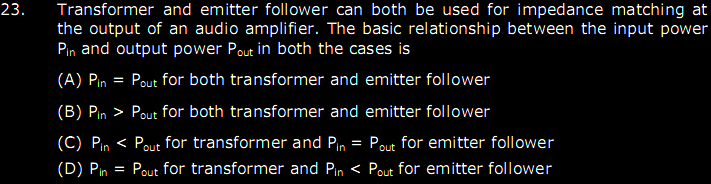 23. Transformer and emitter follower can both be used for impedance matching at
the output of an audio amplifier. The basic relationship between the input power
Pin and output power Pout in both the cases is
(A) Pin = Pout for both transformer and emitter follower
(B) Pin > Pout for both transformer and emitter follower
(C) Pin < Pout for transformer and Pin = Pout for emitter follower
(D) Pin = Pout for transformer and Pin < Pout for emitter follower